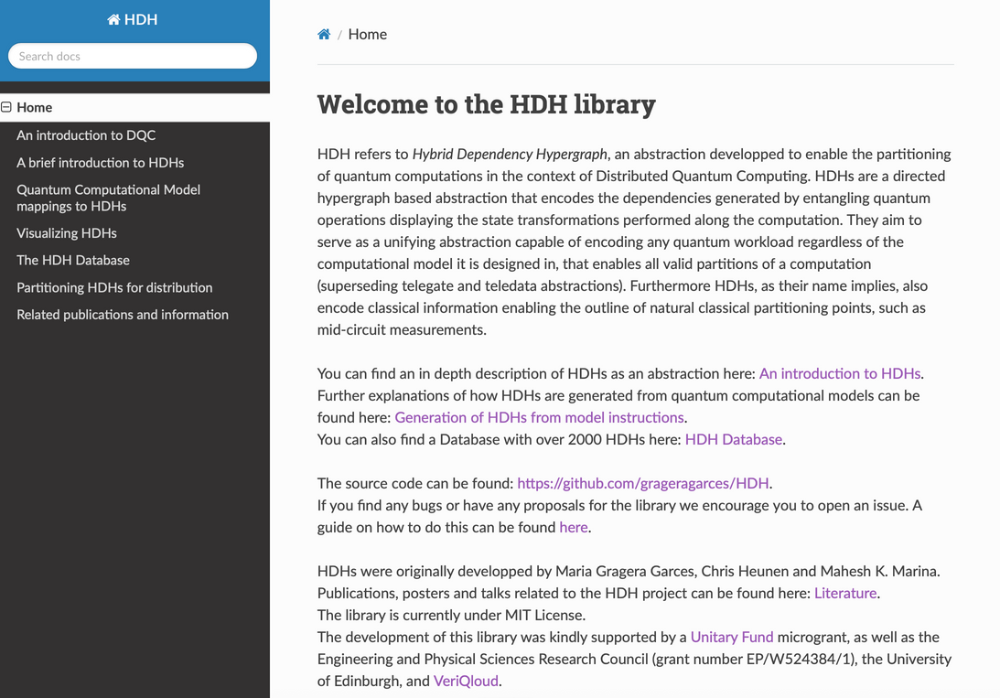 HDH
Search docs
Home
An introduction to DQC
A brief introduction to HDHs
Quantum Computational Model
mappings to HDHs
Visualizing HDHs
The HDH Database
Partitioning HDHs for distribution
Related publications and information
/ Home
Welcome to the HDH library
HDH refers to Hybrid Dependency Hypergraph, an abstraction developped to enable the partitioning
of quantum computations in the context of Distributed Quantum Computing. HDHs are a directed
hypergraph based abstraction that encodes the dependencies generated by entangling quantum
operations displaying the state transformations performed along the computation. They aim to
serve as a unifying abstraction capable of encoding any quantum workload regardless of the
computational model it is designed in, that enables all valid partitions of a computation
(superseding telegate and teledata abstractions). Furthermore HDHs, as their name implies, also
encode classical information enabling the outline of natural classical partitioning points, such as
mid-circuit measurements.
You can find an in depth description of HDHs as an abstraction here: An introduction to HDHs.
Further explanations of how HDHs are generated from quantum computational models can be
found here: Generation of HDHs from model instructions.
You can also find a Database with over 2000 HDHs here: HDH Database.
The source code can be found: https://github.com/grageragarces/HDH.
If you find any bugs or have any proposals for the library we encourage you to open an issue. A
guide on how to do this can be found here.
HDHs were originally developped by Maria Gragera Garces, Chris Heunen and Mahesh K. Marina.
Publications, posters and talks related to the HDH project can be found here: Literature.
The library is currently under MIT License.
The development of this library was kindly supported by a Unitary Fund microgrant, as well as the
Engineering and Physical Sciences Research Council (grant number EP/W524384/1), the University
of Edinburgh, and VeriQloud.